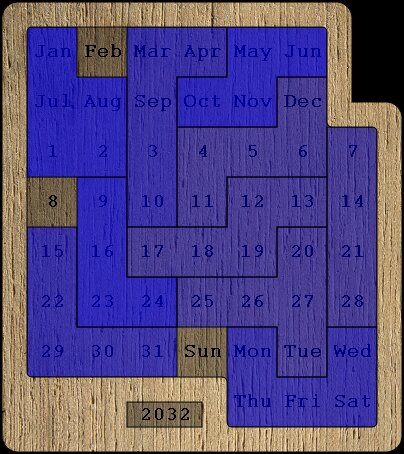 Jan Feb Mar Apr May Jun
Jul Aug Sep Oct Nov Dec
1 2 3 4 5 6 7
8 9 10 11 12 13 14
15 16 17 18 19 20 21
22 23 24 25 26 27 28
29 30 31 Sun Mon Tue Wed
Thu Fri Sat
2032